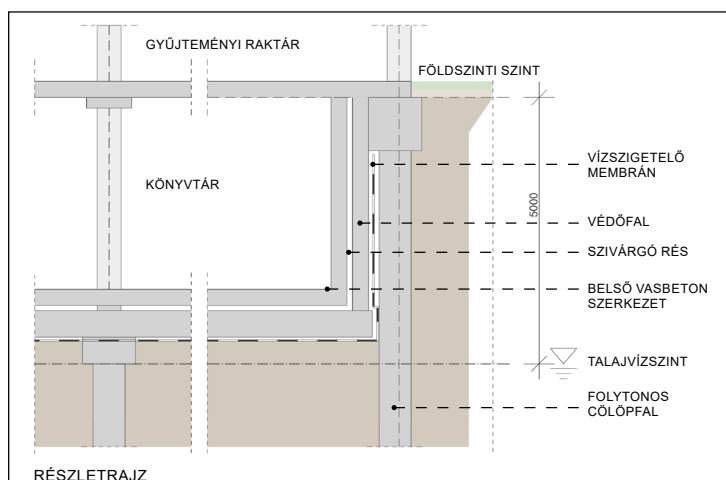 GYŰJTEMÉNYI RAKTÁR
FÖLDSZINTI SZINT
VÍZSZIGETELŐ
MEMBRÁN
KÖNYVTÁR
5000
VÉDŐFAL
SZIVÁRGÓ RÉS
BELSŐ VASBETON
SZERKEZET
TALAJVÍZSZINT
FOLYTONOS
CÖLÖPFAL
RÉSZLETRAJZ